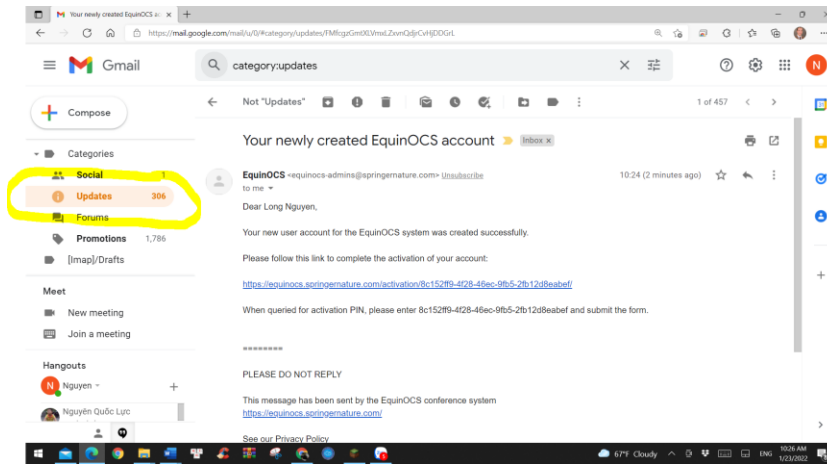 Your newly created EquinOCS ac
https://mail.google.com/mail/u/0/#category/updates/FMfcgzGmtXLVmxLZxvnQdjrCvHjDDGrL
Gmail
category:updates
N
Compose
Not "Updates"
1 of 457
Categories
Social 1
Updates 306
Forums
Promotions 1,786
[Imap]/Drafts
Meet
New meeting
Join a meeting
Hangouts
N Nguyen
Nguyễn Quốc Lực
Your newly created EquinOCS account Inbox x
EquinOCS <equinocs-admins@springernature.com> Unsubscribe
10:24 (2 minutes ago)
to me
Dear Long Nguyen,
Your new user account for the EquinOCS system was created successfully.
Please follow this link to complete the activation of your account:
https://equinocs.springernature.com/activation/8c152ff9-4f28-46ec-9fb5-2fb12d8eabef/
When queried for activation PIN, please enter 8c152ff9-4f28-46ec-9fb5-2fb12d8eabef and submit the form.
========
PLEASE DO NOT REPLY
This message has been sent by the EquinOCS conference system
https://equinocs.springernature.com/
See our Privacy Policy
67°F Cloudy
ENG
10:26 AM
1/23/2022